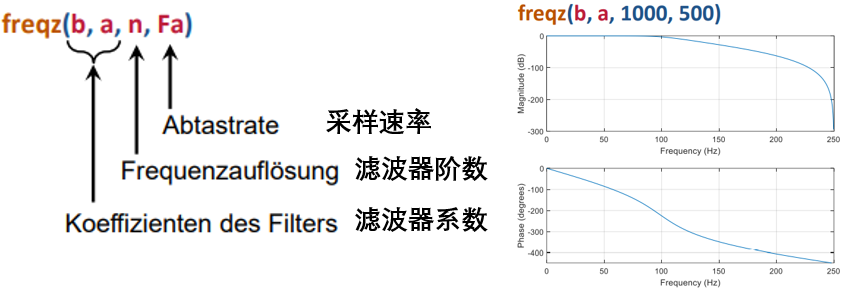 freqz(b, a, n, Fa)
Abtastrate 采样速率
Frequenzauflösung 滤波器阶数
Koeffizienten des Filters 滤波器系数
freqz(b, a, 1000, 500)
0
-100
-200
-300
Magnitude (dB)
0 50 100 150 200 250
Frequency (Hz)
0
-100
-200
-300
-400
Phase (degrees)
0 50 100 150 200 250
Frequency (Hz)